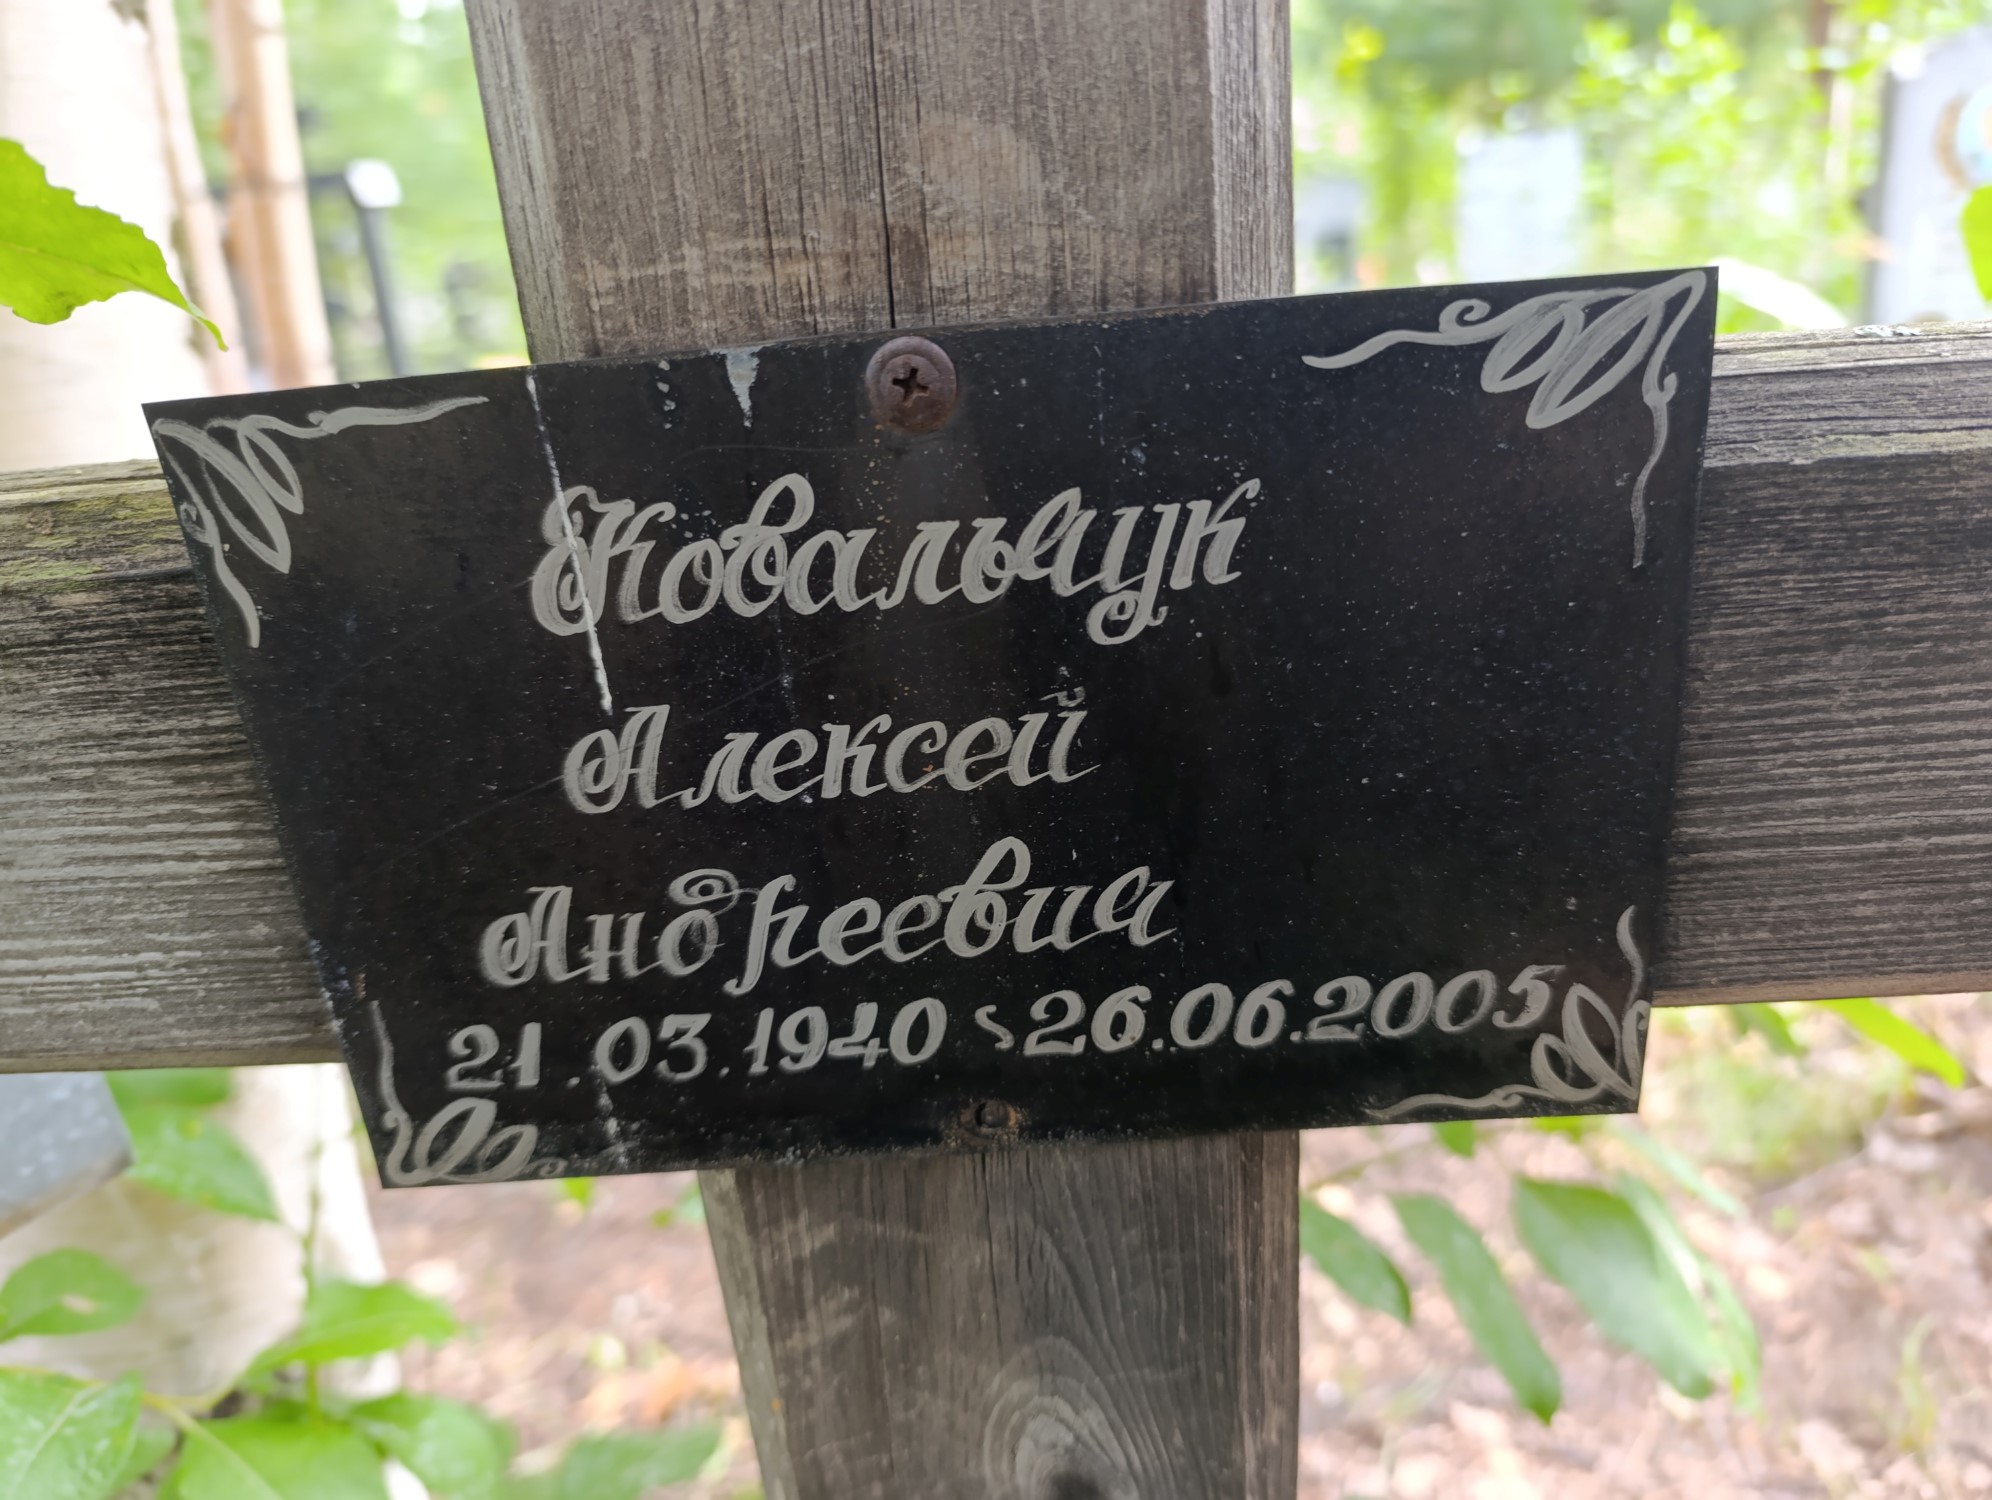 Ковальчук
Алексей
Андреевич
21.03.1940 ~ 26.06.2005